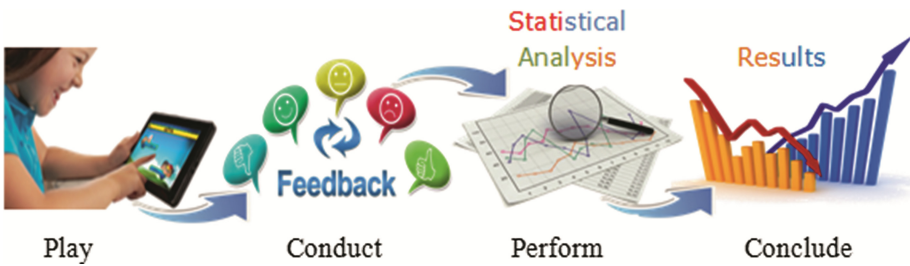 Statistical
Analysis
Results
Feedback
Play
Conduct
Perform
Conclude